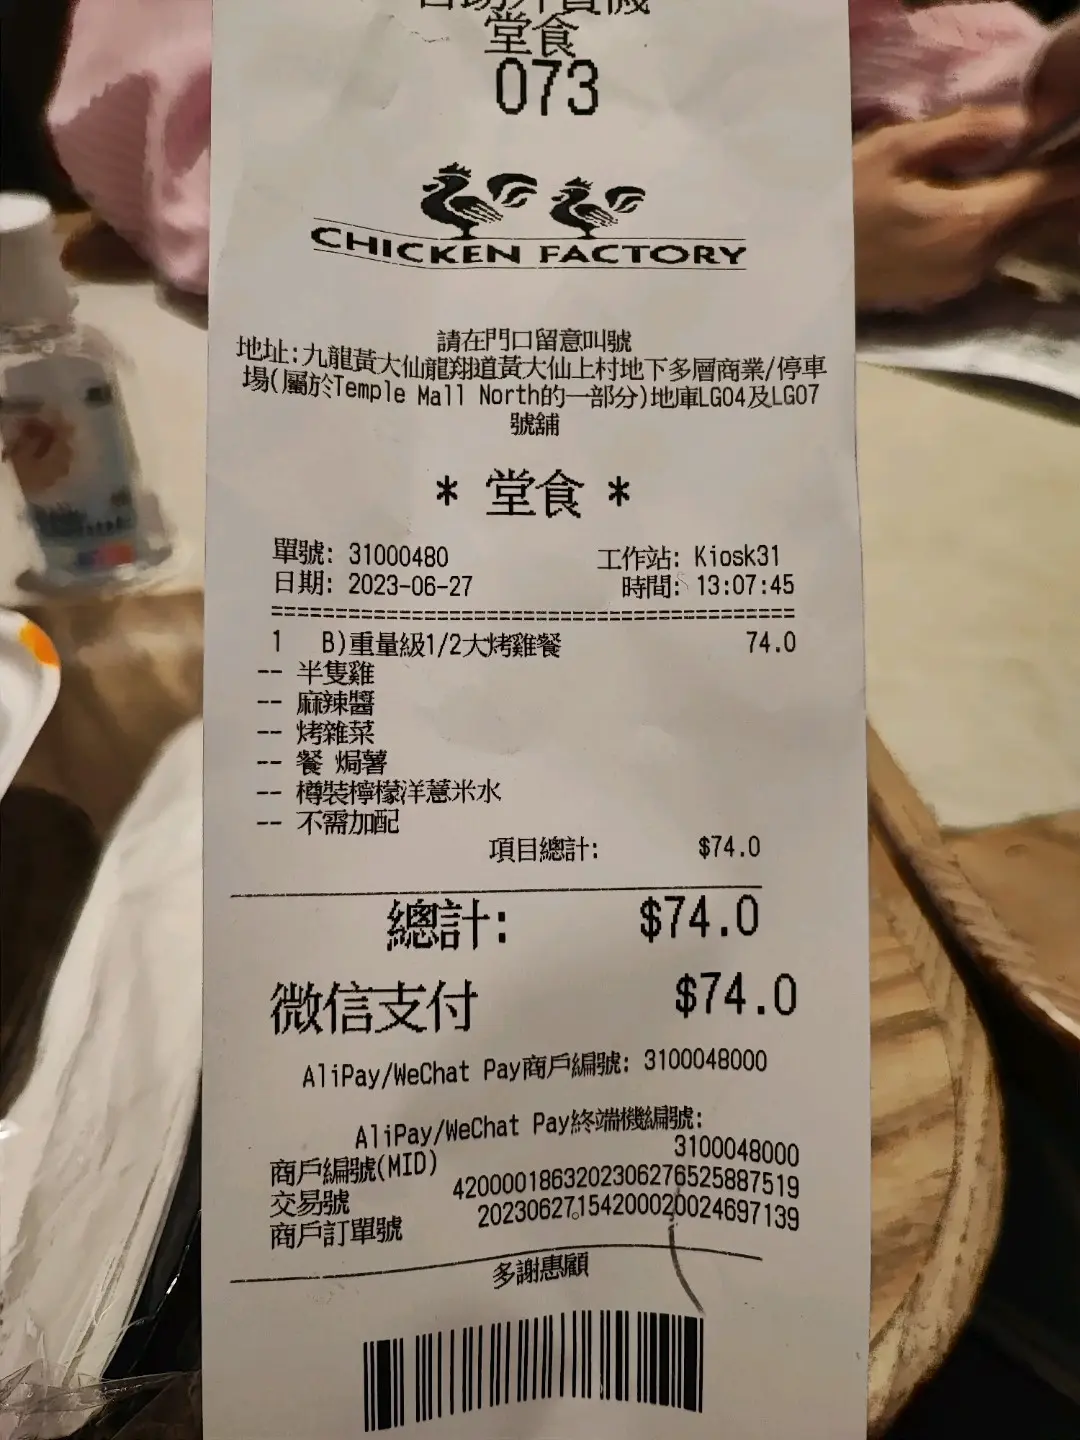 堂食
073
CHICKEN FACTORY
請在門口留意叫號
地址:九龍黃大仙龍翔道黃大仙上村地下多層商業/停車
場(屬於Temple Mall North的一部分)地庫LG04及LG07
號舖
* 堂食 *
單號: 31000480 工作站: Kiosk31
日期: 2023-06-27 時間: 13:07:45
==========================================
1 B)重量級1/2大烤雞餐 74.0
-- 半隻雞
-- 麻辣醬
-- 烤雜菜
-- 餐 焗薯
-- 樽裝檸檬洋薏米水
-- 不需加配
項目總計: $74.0
總計: $74.0
微信支付 $74.0
AliPay/WeChat Pay商戶編號: 3100048000
AliPay/WeChat Pay終端機編號:
3100048000
商戶編號(MID)
交易號 4200001863202306276525887519
商戶訂單號 20230627154200020024697139
多謝惠顧